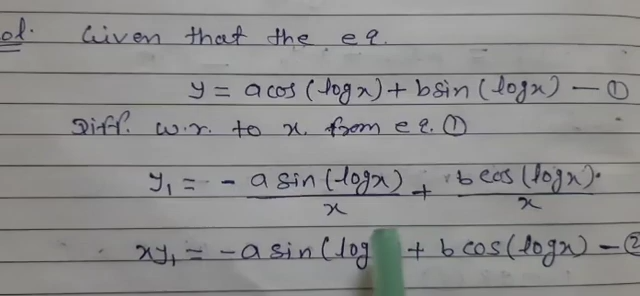 Sol. Given that the eq.
y = a cos (log x) + b sin (log x) — ①
Diff. w.r. to x. from eq. ①
y₁ = - a sin (log x) / x + b cos (log x) / x
xy₁ = - a sin (log + b cos (log x) — ②